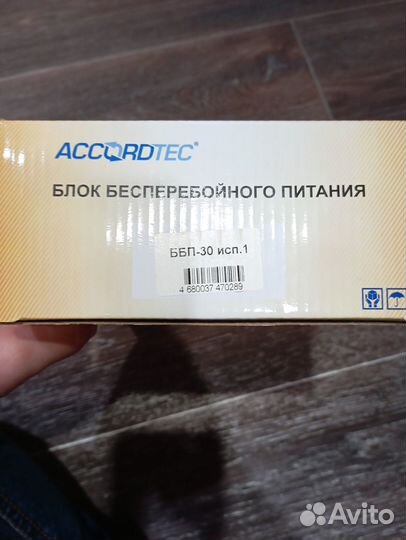 ACCORDTEC®
БЛОК БЕСПЕРЕБОЙНОГО ПИТАНИЯ
ББП-30 исп.1
4 680037 470289
Avito